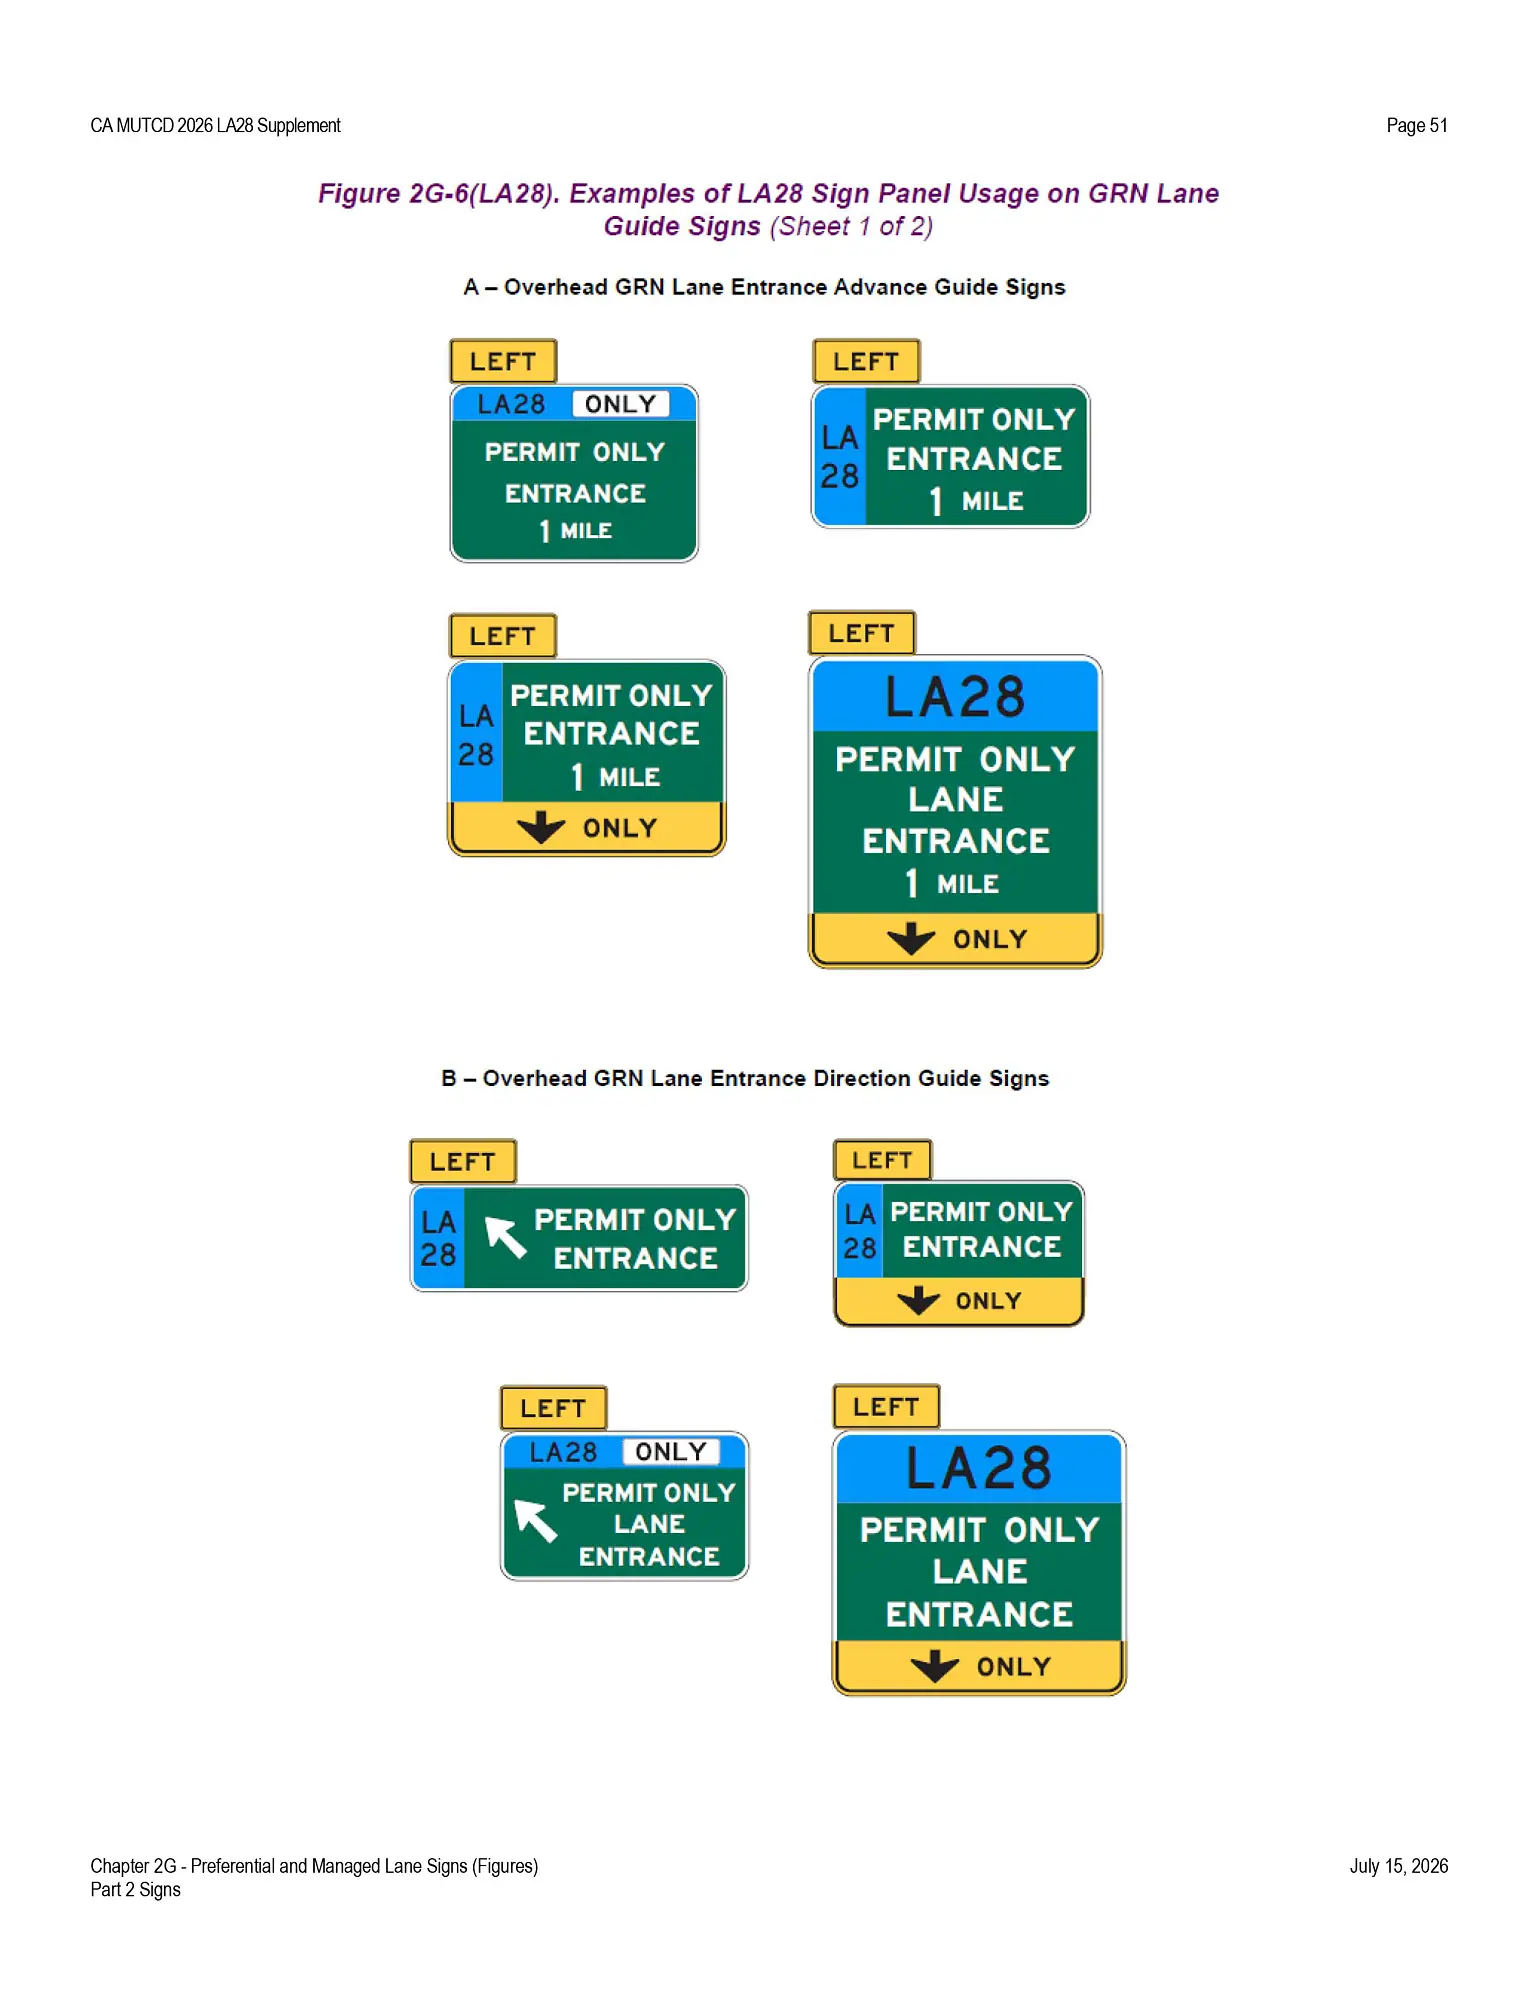 CA MUTCD 2026 LA28 Supplement
Page 51
Figure 2G-6(LA28). Examples of LA28 Sign Panel Usage on GRN Lane
Guide Signs (Sheet 1 of 2)
A – Overhead GRN Lane Entrance Advance Guide Signs
LEFT
LA28 ONLY
PERMIT ONLY
ENTRANCE
1 MILE
LEFT
LA
28
PERMIT ONLY
ENTRANCE
1 MILE
LEFT
LA
28
PERMIT ONLY
ENTRANCE
1 MILE
ONLY
LEFT
LA28
PERMIT ONLY
LANE
ENTRANCE
1 MILE
ONLY
B – Overhead GRN Lane Entrance Direction Guide Signs
LEFT
LA
28
PERMIT ONLY
ENTRANCE
LEFT
LA
28
PERMIT ONLY
ENTRANCE
ONLY
LEFT
LA28 ONLY
PERMIT ONLY
LANE
ENTRANCE
LEFT
LA28
PERMIT ONLY
LANE
ENTRANCE
ONLY
Chapter 2G - Preferential and Managed Lane Signs (Figures)
July 15, 2026
Part 2 Signs